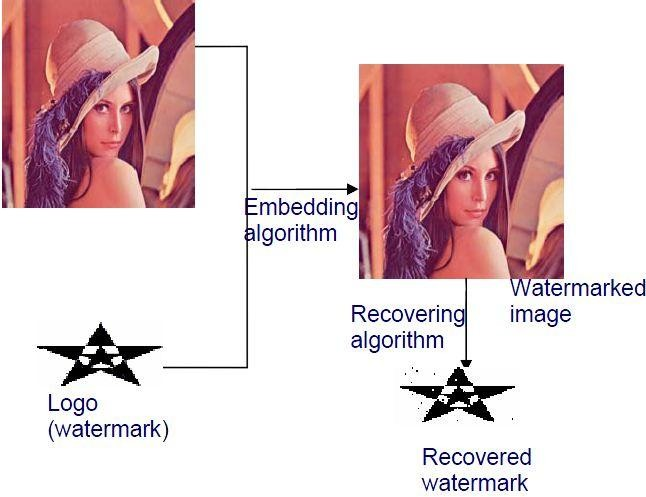 Embedding
algorithm
Watermarked
image
Recovering
algorithm
Logo
(watermark)
Recovered
watermark